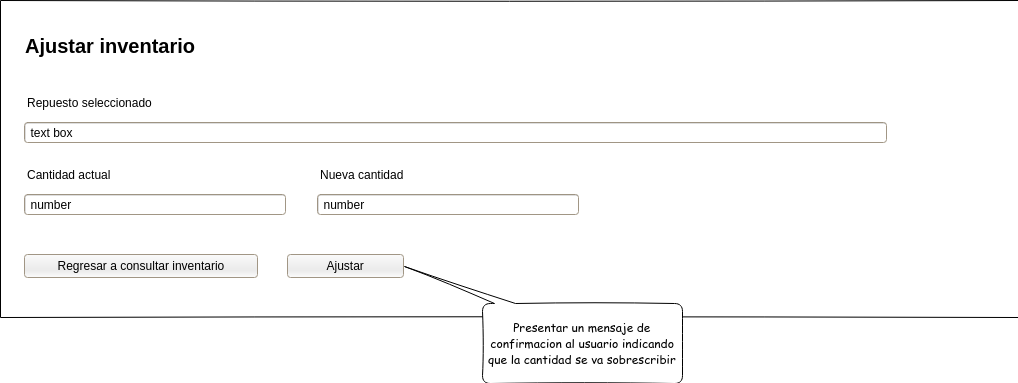 Ajustar inventario
Repuesto seleccionado
text box
Cantidad actual
Nueva cantidad
number
number
Regresar a consultar inventario
Ajustar
Presentar un mensaje de
confirmacion al usuario indicando
que la cantidad se va sobrescribir